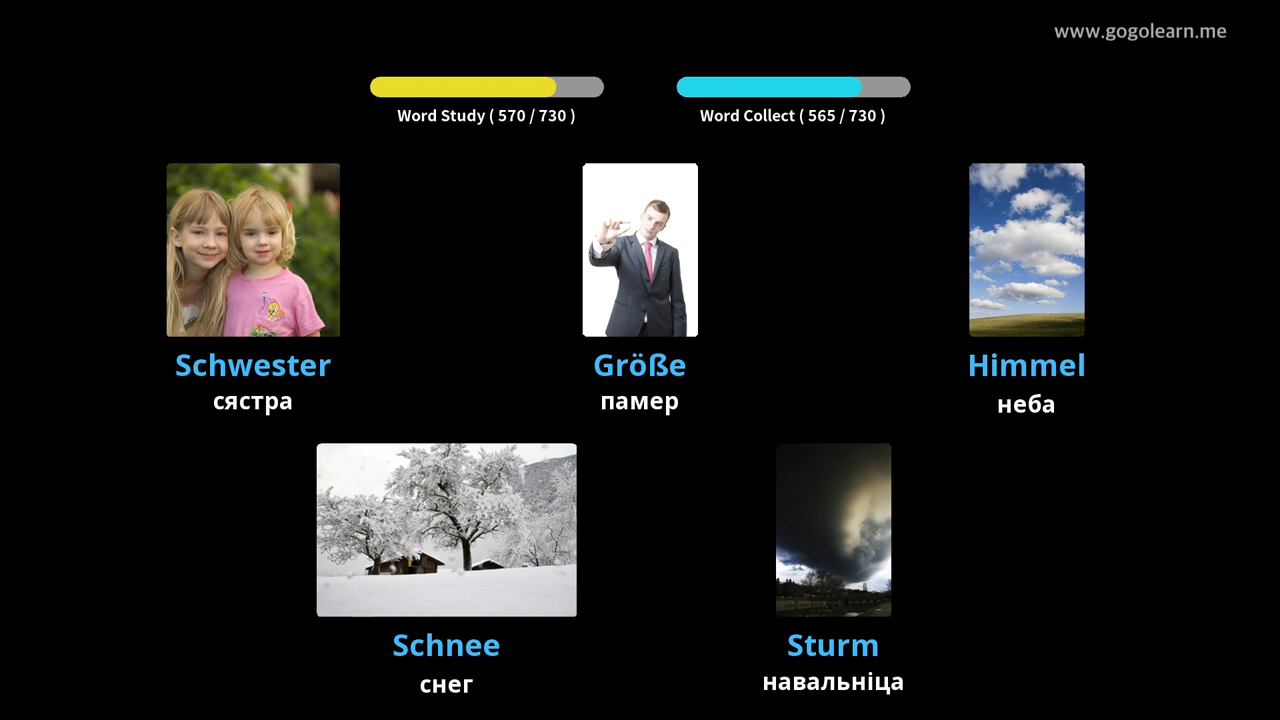 www.gogolearn.me
Word Study ( 570 / 730 )
Word Collect ( 565 / 730 )
Schwester
сястра
Größe
памер
Himmel
неба
Schnee
снег
Sturm
навальніца